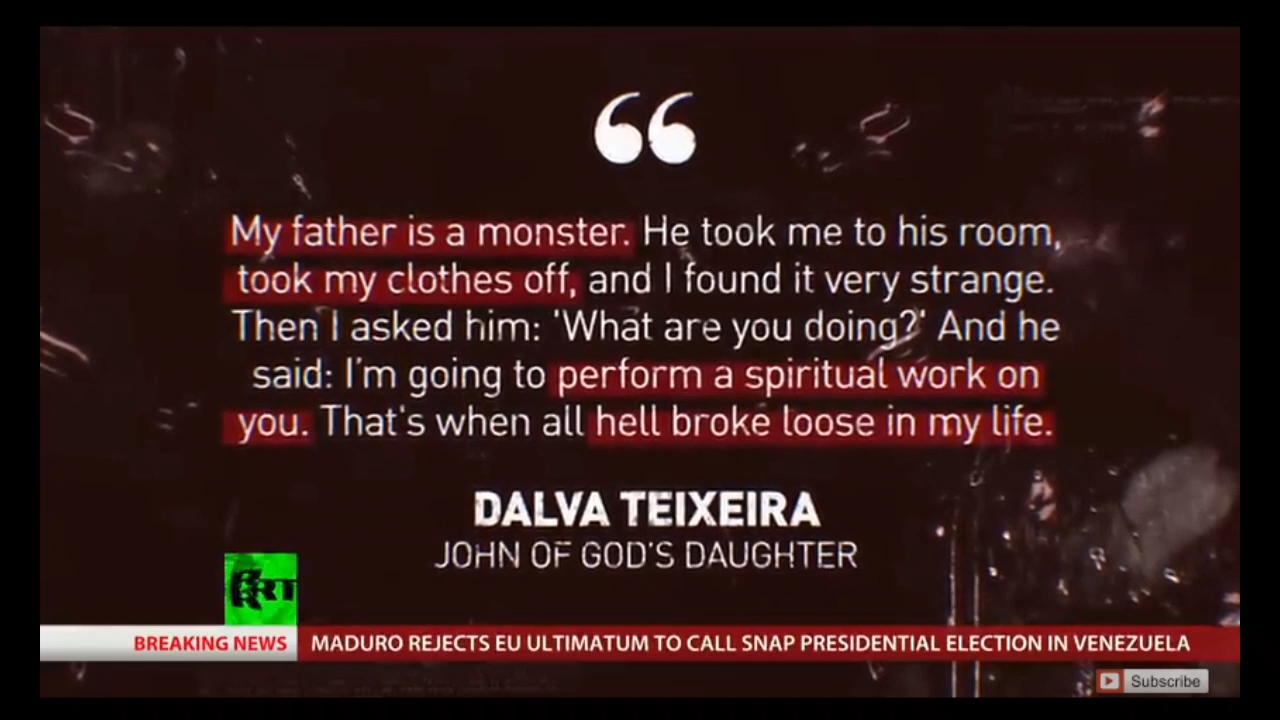 My father is a monster. He took me to his room,
took my clothes off, and I found it very strange.
Then I asked him: 'What are you doing?' And he
said: I'm going to perform a spiritual work on
you. That's when all hell broke loose in my life.
DALVA TEIXEIRA
JOHN OF GOD'S DAUGHTER
RT
BREAKING NEWS MADURO REJECTS EU ULTIMATUM TO CALL SNAP PRESIDENTIAL ELECTION IN VENEZUELA
Subscribe